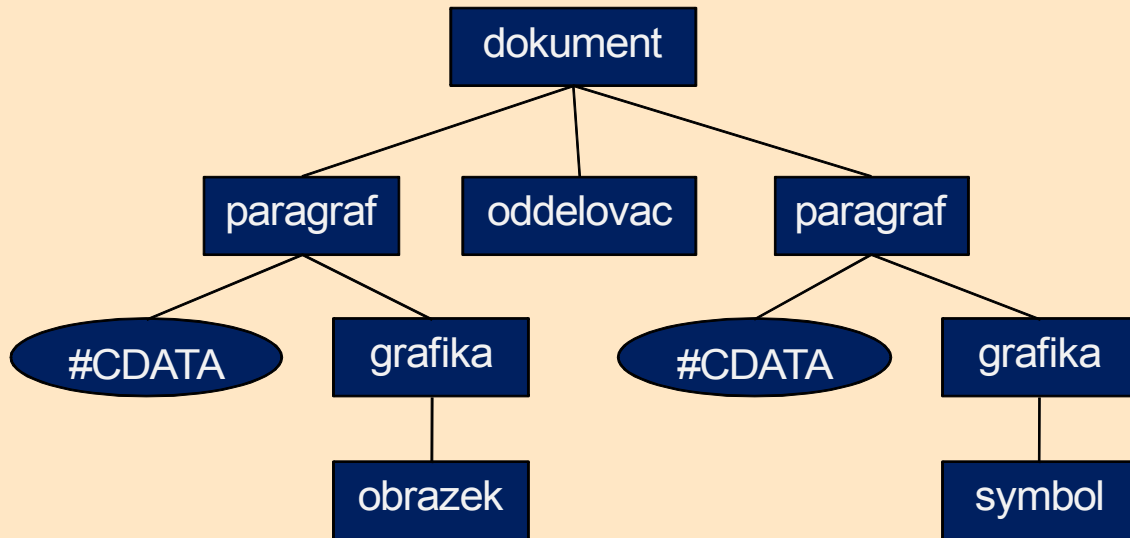 dokument
paragraf
oddelovac
paragraf
#CDATA
grafika
#CDATA
grafika
obrazek
symbol